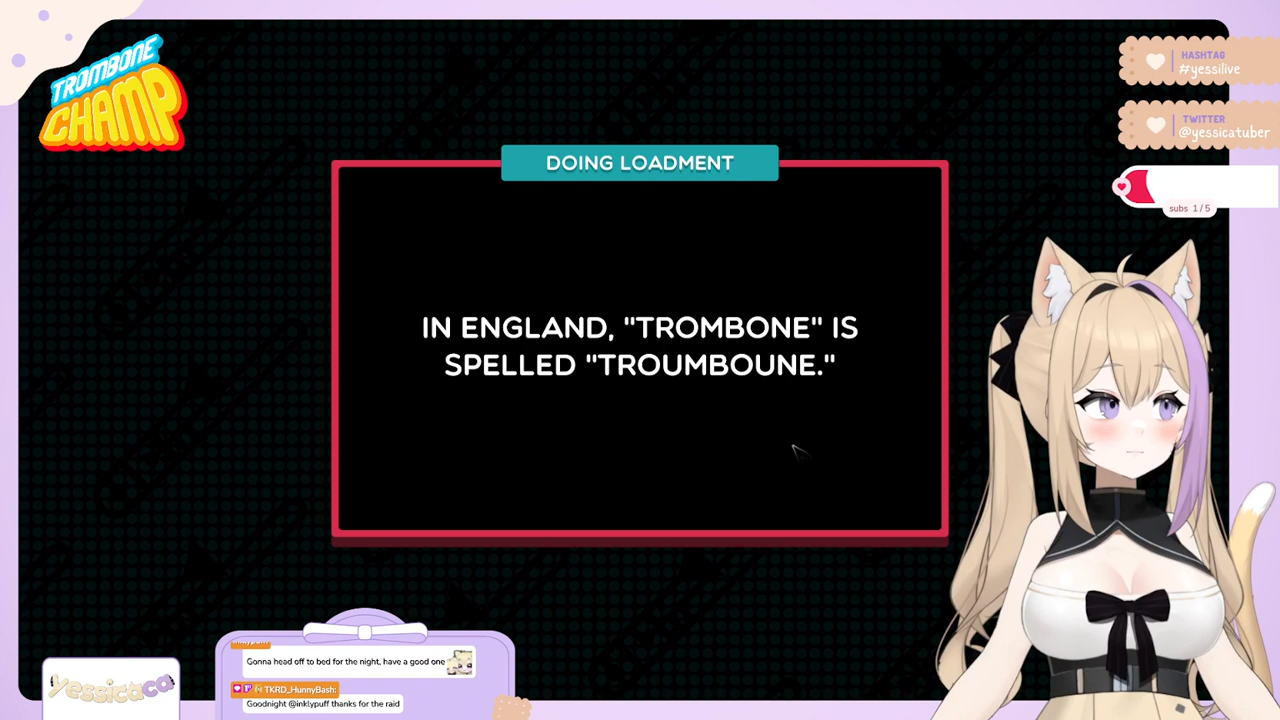 TROMBONE
CHAMP
HASHTAG
#yessilive
TWITTER
@yessicatuber
subs 1/5
DOING LOADMENT
IN ENGLAND, "TROMBONE" IS
SPELLED "TROUMBOUNE."
Gonna head off to bed for the night, have a good one
TKRD_HunnyBash:
Goodnight @inklypuff thanks for the raid
yessicaca